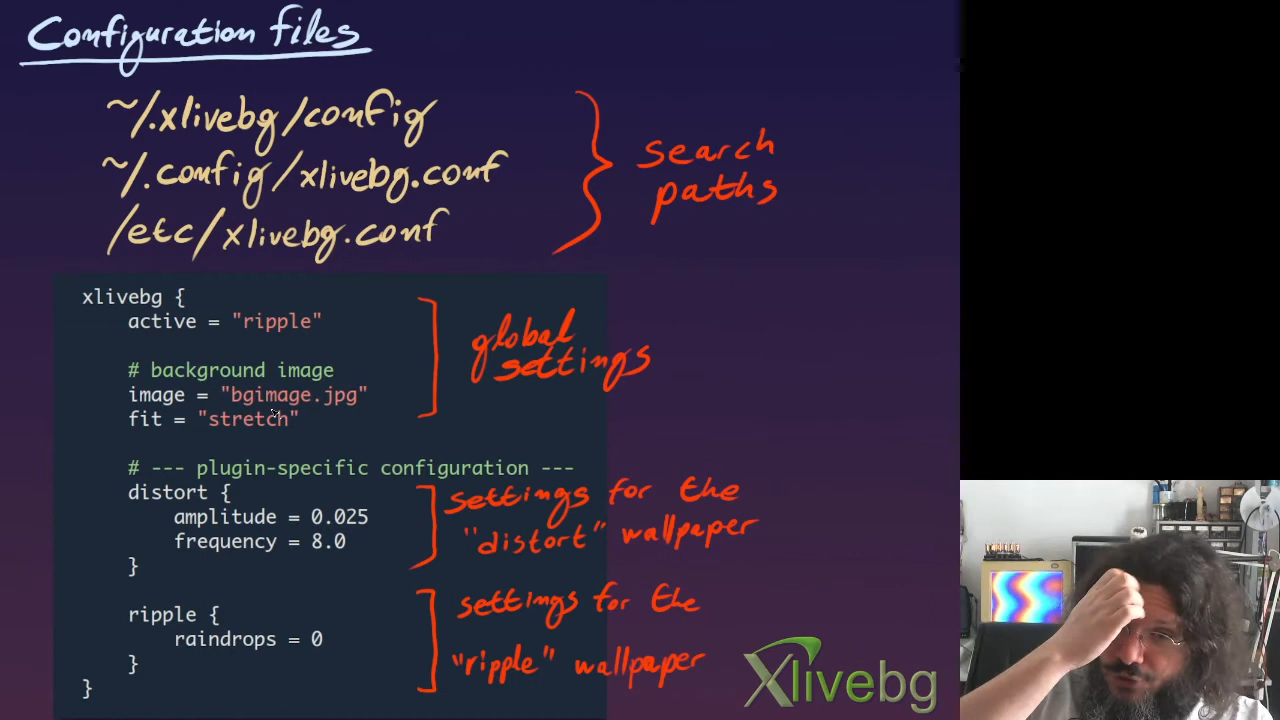 Configuration files
~/.xlivebg/config
~/.config/xlivebg.conf
/etc/xlivebg.conf
search
paths
xlivebg {
active = "ripple"
# background image
image = "bgimage.jpg"
fit = "stretch"
global
settings
# --- plugin-specific configuration ---
distort {
amplitude = 0.025
frequency = 8.0
}
settings for the
"distort" wallpaper
ripple {
raindrops = 0
}
}
settings for the
"ripple" wallpaper
Xlivebg